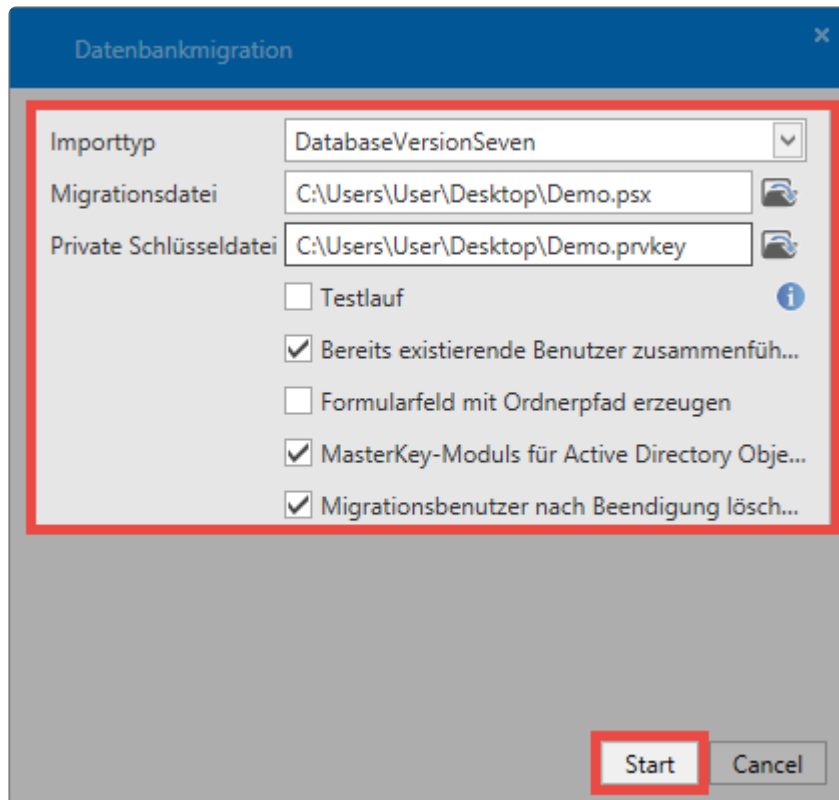 Datenbankmigration
Importtyp DatabaseVersionSeven
Migrationsdatei C:\Users\User\Desktop\Demo.psx
Private Schlüsseldatei C:\Users\User\Desktop\Demo.prvkey
Testlauf
Bereits existierende Benutzer zusammenfüh...
Formularfeld mit Ordnerpfad erzeugen
MasterKey-Moduls für Active Directory Obje...
Migrationsbenutzer nach Beendigung lösch...
Start Cancel